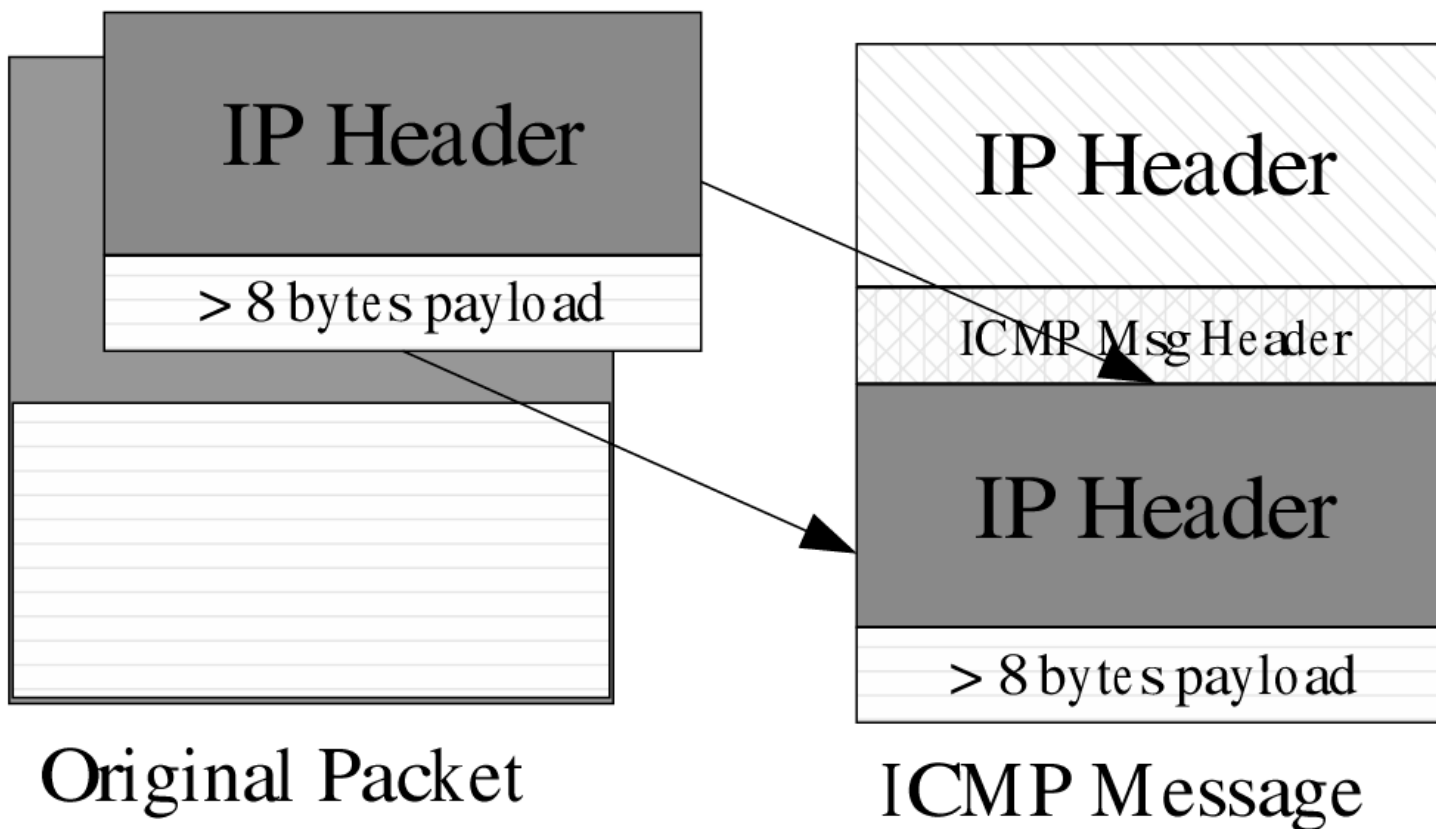 IP Header
> 8 bytes payload
Original Packet
IP Header
ICMP Msg Header
IP Header
> 8 bytes payload
ICMP Message